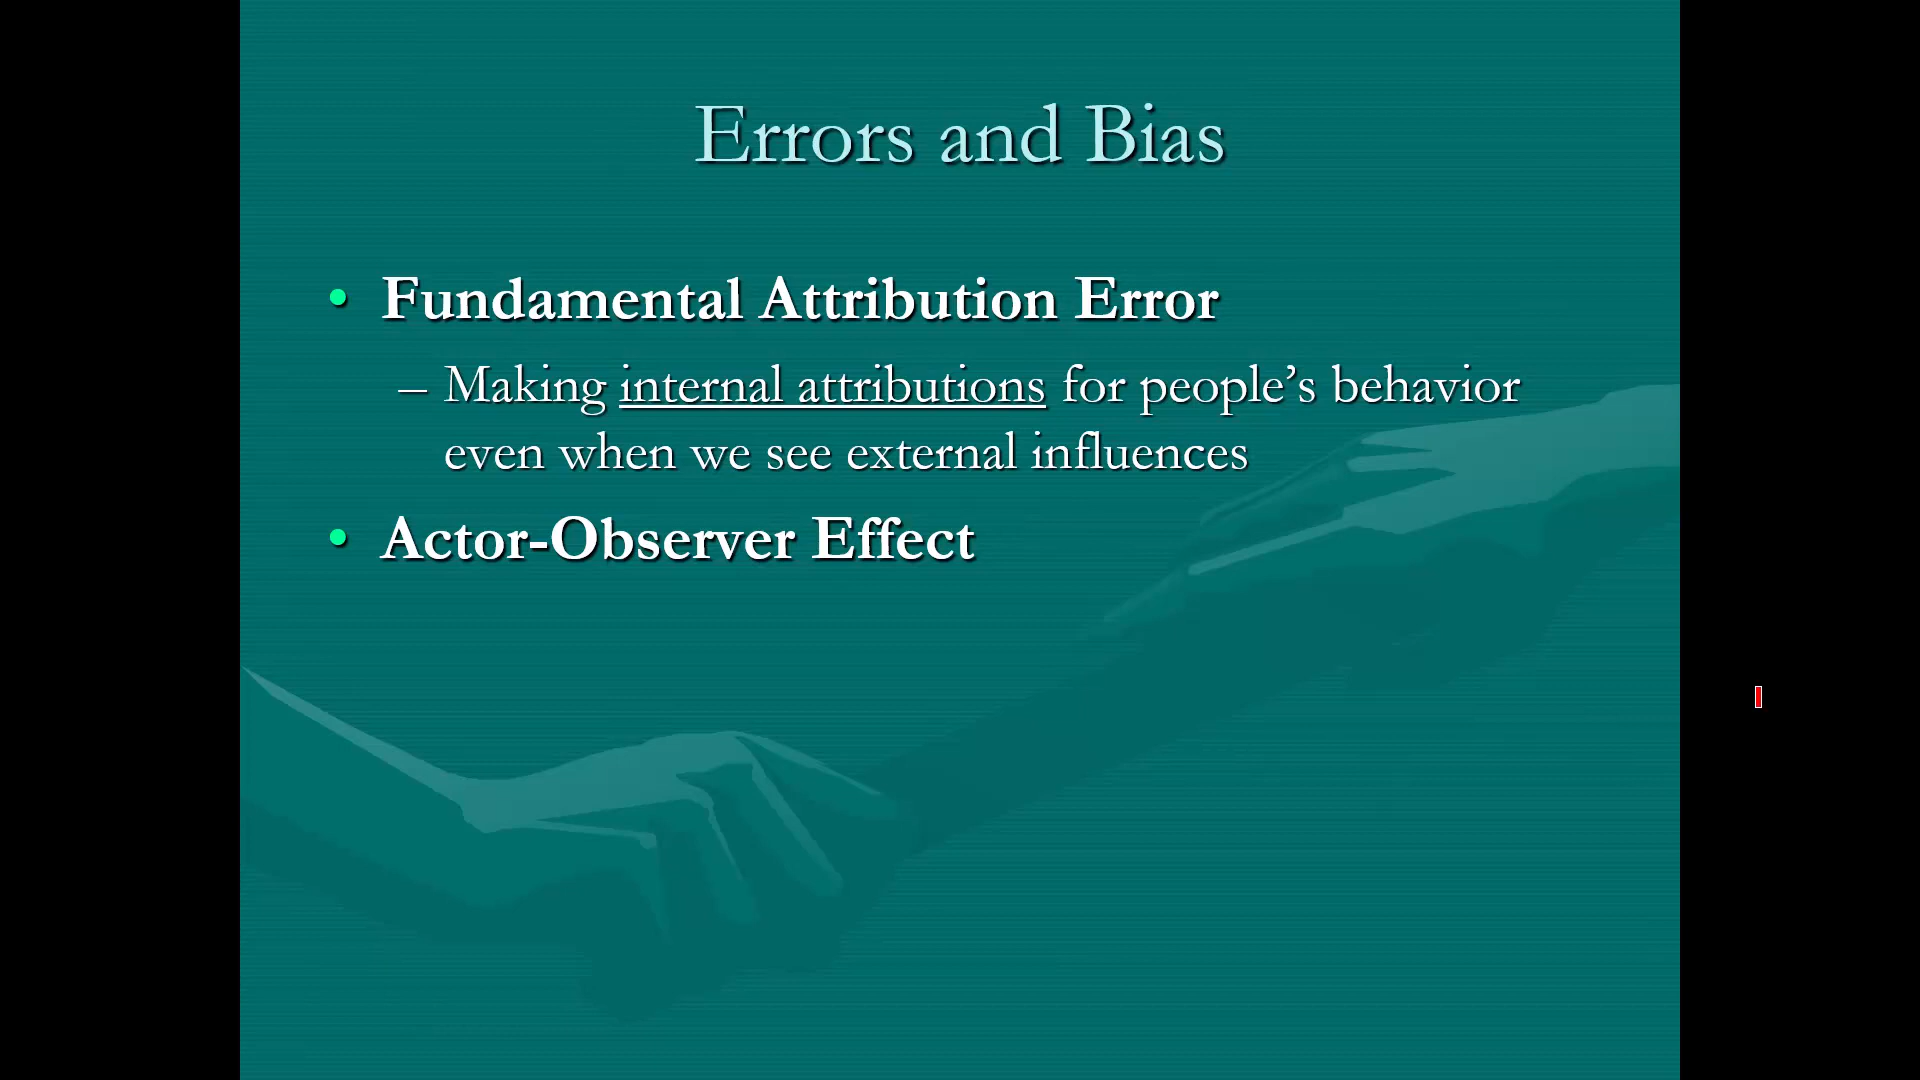 Errors and Bias
• Fundamental Attribution Error
– Making internal attributions for people’s behavior
even when we see external influences
• Actor-Observer Effect